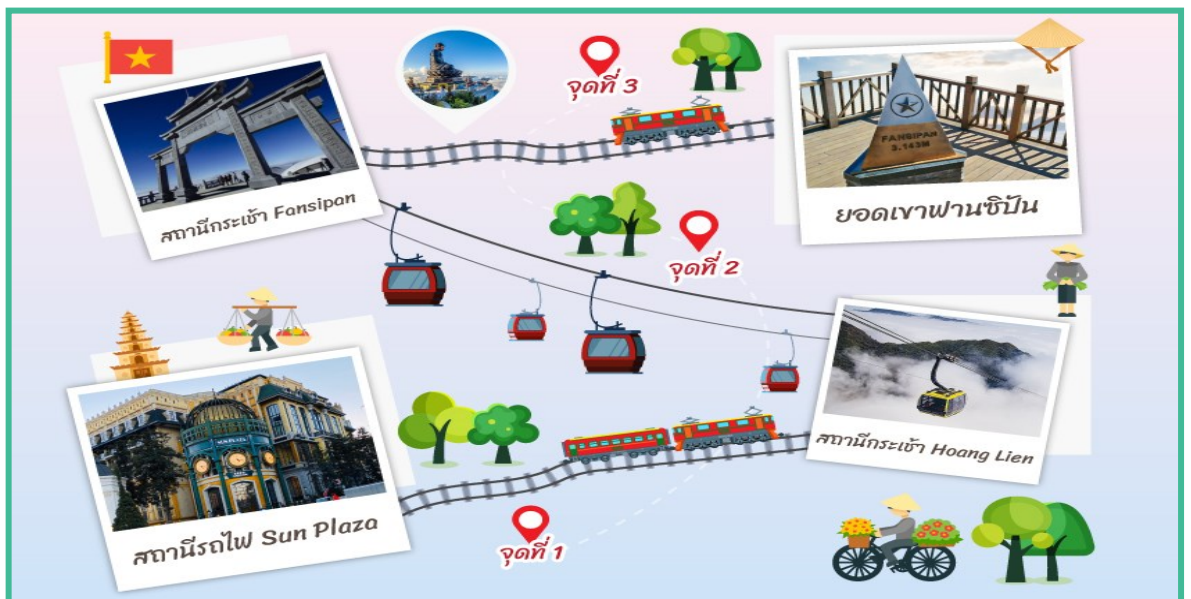 จุดที่ 3
สถานีกระเช้า Fansipan
FANSIPAN
3.143M
ยอดเขาฟานซิปัน
จุดที่ 2
สถานีกระเช้า Hoang Lien
สถานีรถไฟ Sun Plaza
จุดที่ 1